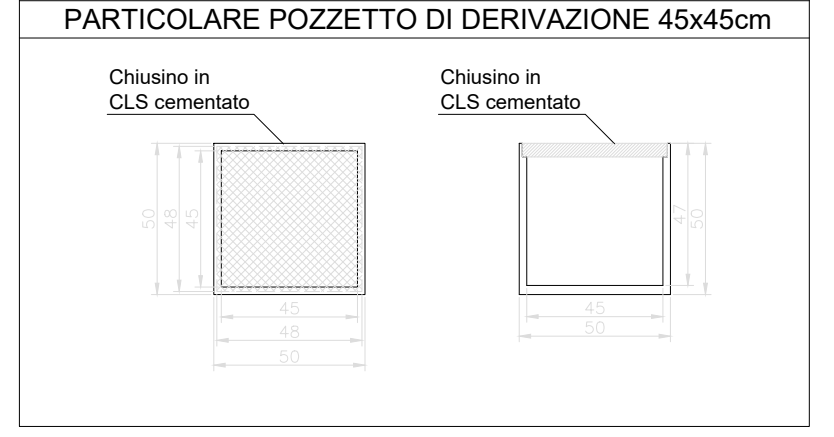 PARTICOLARE POZZETTO DI DERIVAZIONE 45x45cm
Chiusino in
CLS cementato
Chiusino in
CLS cementato
50
48
45
45
48
50
47
50
45
50